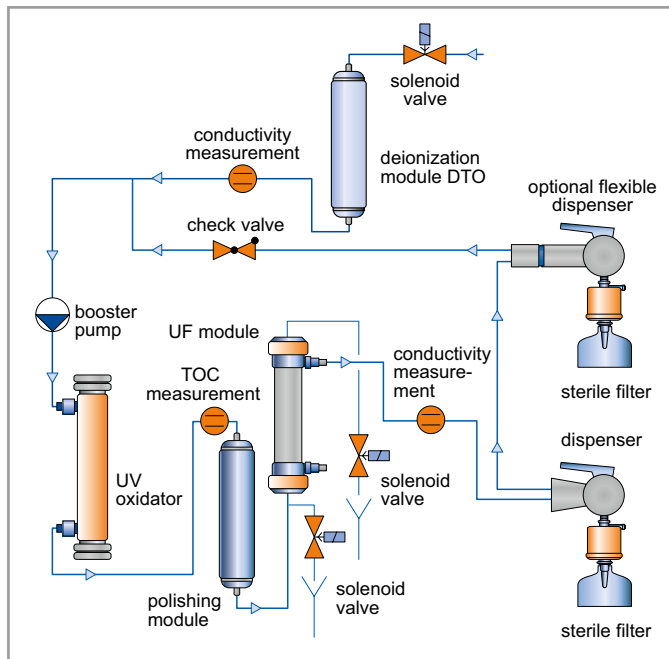 solenoid
valve
conductivity
measurement
deionization
module DTO
optional flexible
dispenser
check valve
booster
pump
UF module
conductivity
measure-
ment
TOC
measurement
sterile filter
dispenser
UV
oxidator
solenoid
valve
polishing
module
solenoid
valve
sterile filter